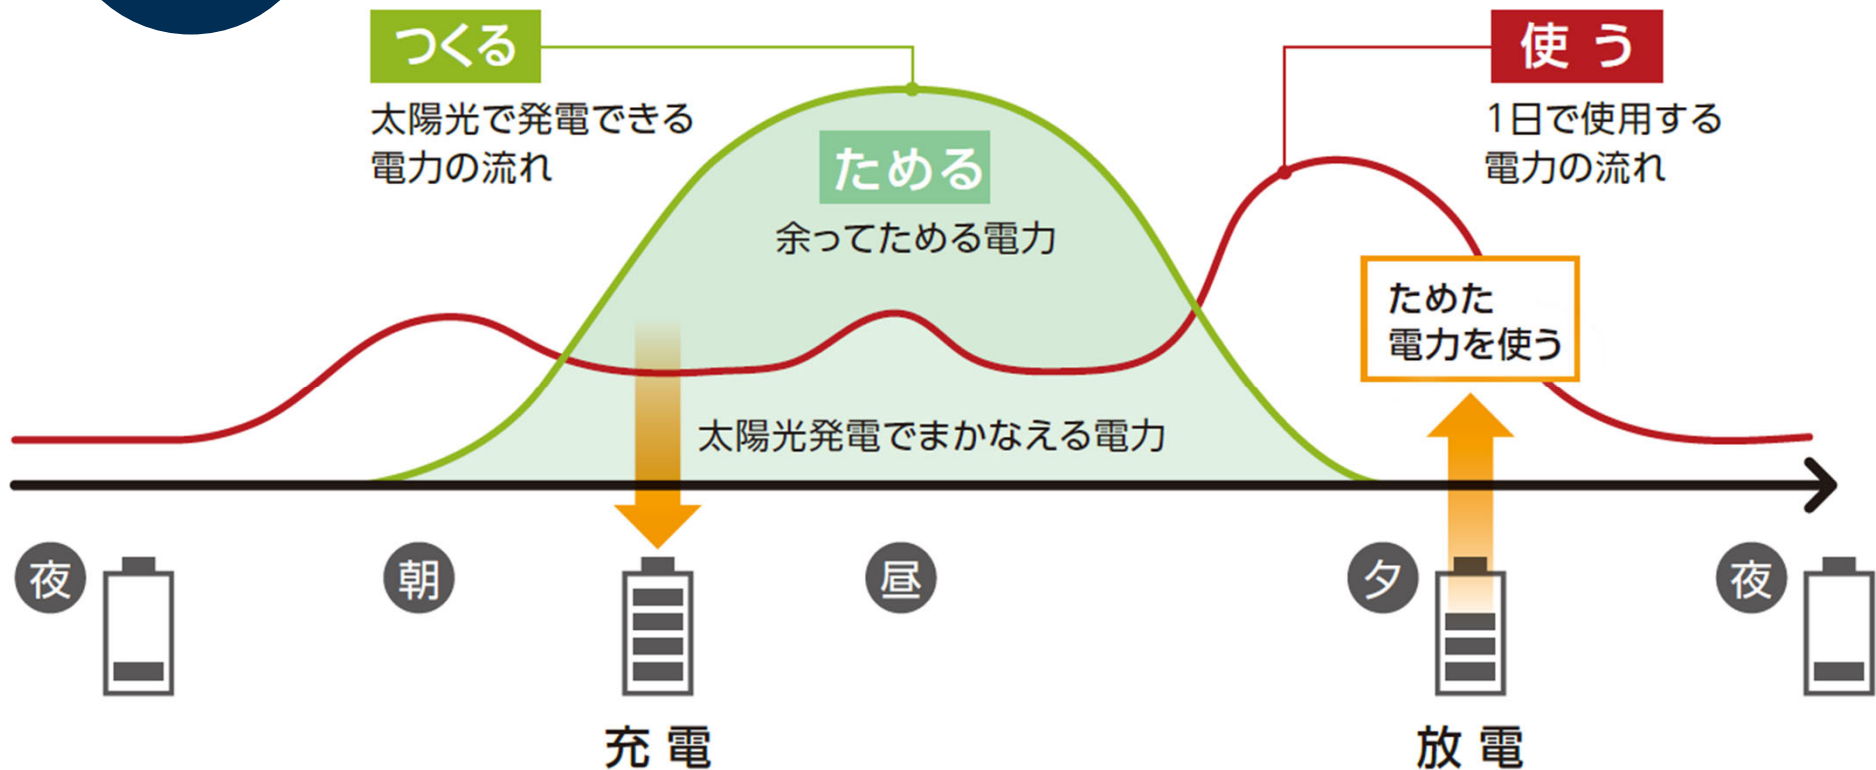 つくる
太陽光で発電できる
電力の流れ
使う
1日で使用する
電力の流れ
ためる
余ってためる電力
ためた
電力を使う
太陽光発電でまかなえる電力
夜
朝
昼
夕
夜
充電
放電